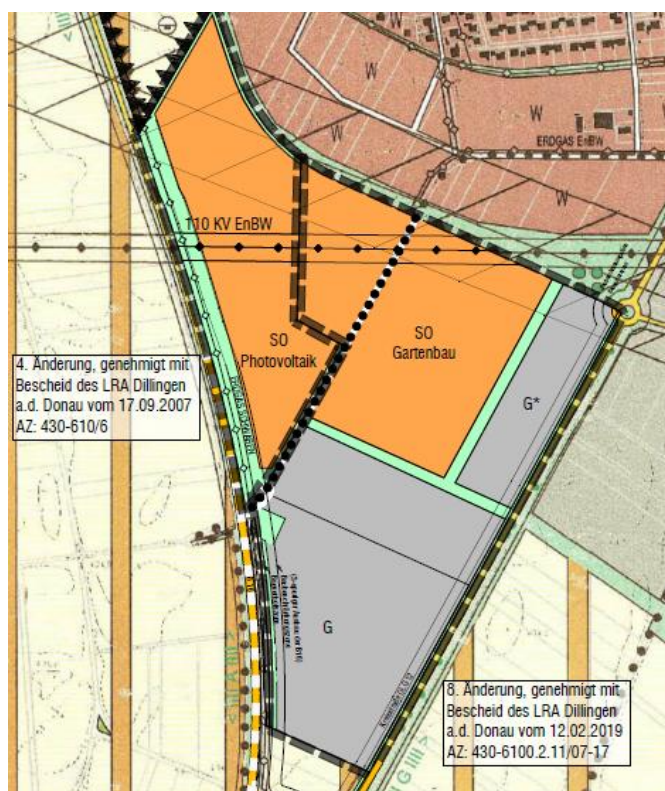 W
W
W
W
ERDGAS EnBW
W
110 KV EnBW
SO
Photovoltaik
SO
Gartenbau
4. Änderung, genehmigt mit
Bescheid des LRA Dillingen
a.d. Donau vom 17.09.2007
AZ: 430-610/6
G*
G
8. Änderung, genehmigt mit
Bescheid des LRA Dillingen
a.d. Donau vom 12.02.2019
AZ: 430-6100.2.11/07-17